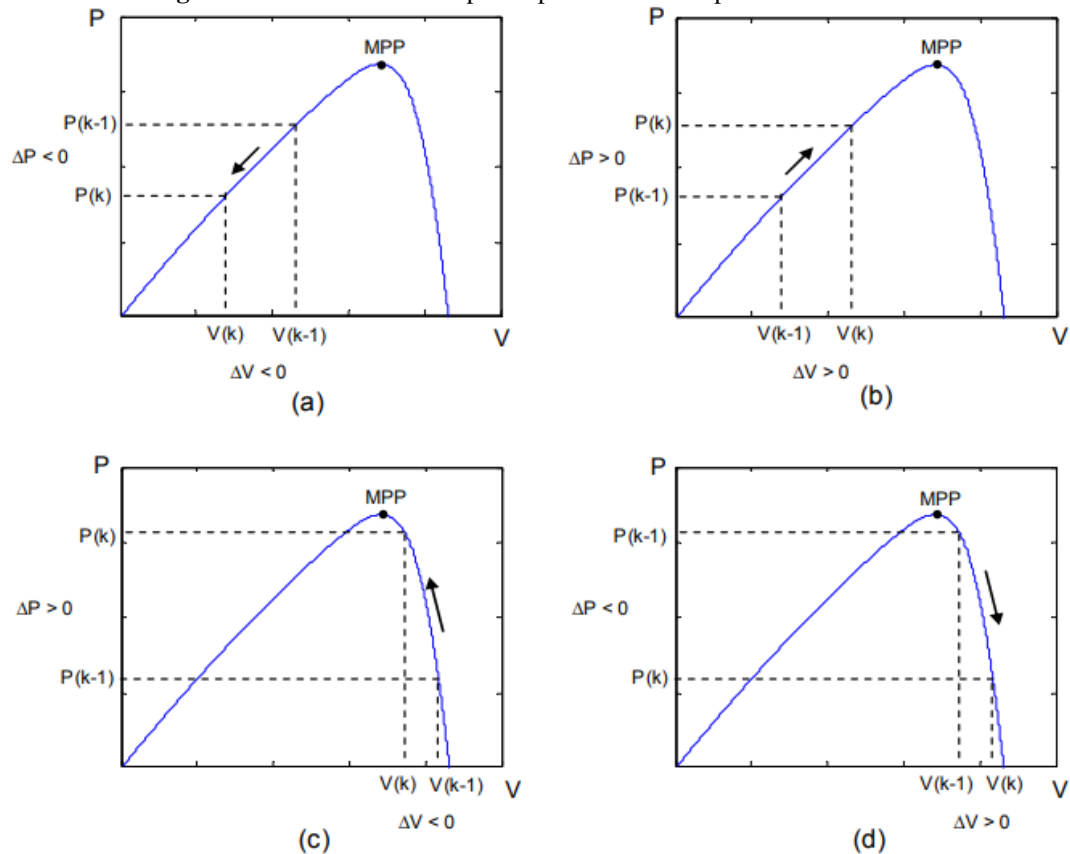 P
MPP
P(k-1)
ΔP < 0
P(k)
V(k) V(k-1) V
ΔV < 0
(a)
P
MPP
P(k)
ΔP > 0
P(k-1)
V(k-1) V(k) V
ΔV > 0
(b)
P
MPP
P(k)
ΔP > 0
P(k-1)
V(k) V(k-1) V
ΔV < 0
(c)
P
MPP
P(k-1)
ΔP < 0
P(k)
V(k-1) V(k) V
ΔV > 0
(d)